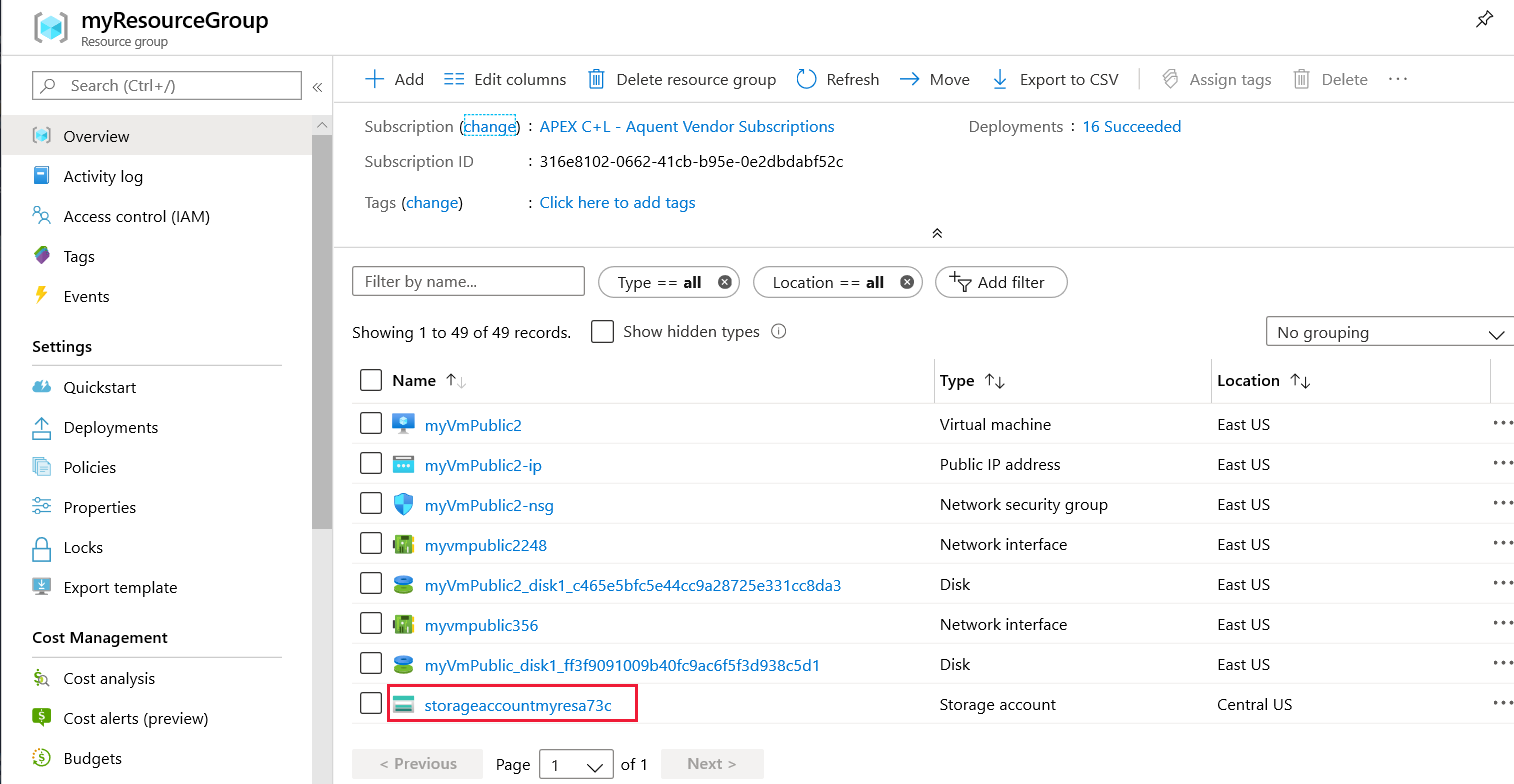 myResourceGroup
Resource group
Search (Ctrl+/)
«
Overview
Activity log
Access control (IAM)
Tags
Events
Settings
Quickstart
Deployments
Policies
Properties
Locks
Export template
Cost Management
Cost analysis
Cost alerts (preview)
Budgets
Add Edit columns Delete resource group Refresh Move Export to CSV Assign tags Delete ...
Subscription (change) : APEX C+L - Aquent Vendor Subscriptions Deployments : 16 Succeeded
Subscription ID : 316e8102-0662-41cb-b95e-0e2dbdabf52c
Tags (change) : Click here to add tags
Filter by name... Type == all Location == all Add filter
Showing 1 to 49 of 49 records. Show hidden types No grouping
Name Type Location
myVmPublic2 Virtual machine East US ...
myVmPublic2-ip Public IP address East US ...
myVmPublic2-nsg Network security group East US ...
myvmpublic2248 Network interface East US ...
myVmPublic2_disk1_c465e5bfc5e44cc9a28725e331cc8da3 Disk East US ...
myvmpublic356 Network interface East US ...
myVmPublic_disk1_ff3f9091009b40fc9ac6f5f3d938c5d1 Disk East US ...
storageaccountmyresa73c Storage account Central US ...
< Previous Page 1 of 1 Next >